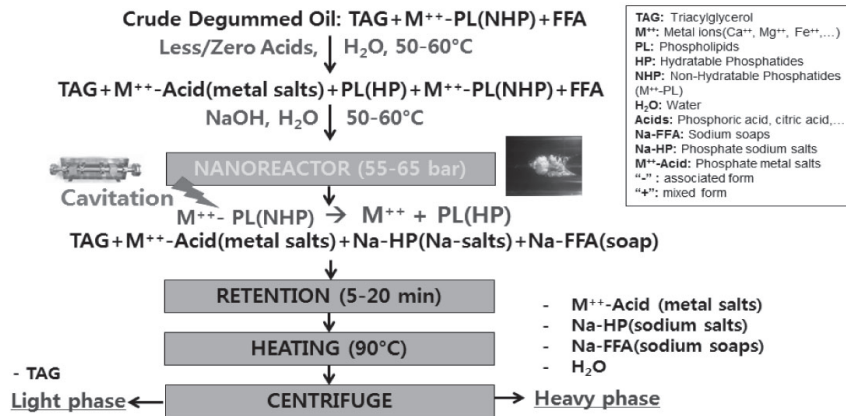 Crude Degummed Oil: TAG+M⁺⁺-PL(NHP)+FFA
Less/Zero Acids, H₂O, 50-60°C
TAG+M⁺⁺-Acid(metal salts)+PL(HP)+M⁺⁺-PL(NHP)+FFA
NaOH, H₂O 50-60°C
NANOREACTOR (55-65 bar)
Cavitation
M⁺⁺- PL(NHP) → M⁺⁺ + PL(HP)
TAG+M⁺⁺-Acid(metal salts)+Na-HP(Na-salts)+Na-FFA(soap)
RETENTION (5-20 min)
HEATING (90°C)
CENTRIFUGE
- TAG
Light phase
- M⁺⁺-Acid (metal salts)
- Na-HP(sodium salts)
- Na-FFA(sodium soaps)
- H₂O
Heavy phase
TAG: Triacylglycerol
M⁺⁺: Metal ions(Ca⁺⁺, Mg⁺⁺, Fe⁺⁺,...)
PL: Phospholipids
HP: Hydratable Phosphatides
NHP: Non-Hydratable Phosphatides
(M⁺⁺-PL)
H₂O: Water
Acids: Phosphoric acid, citric acid,...
Na-FFA: Sodium soaps
Na-HP: Phosphate sodium salts
M⁺⁺-Acid: Phosphate metal salts
"-" : associated form
"+": mixed form